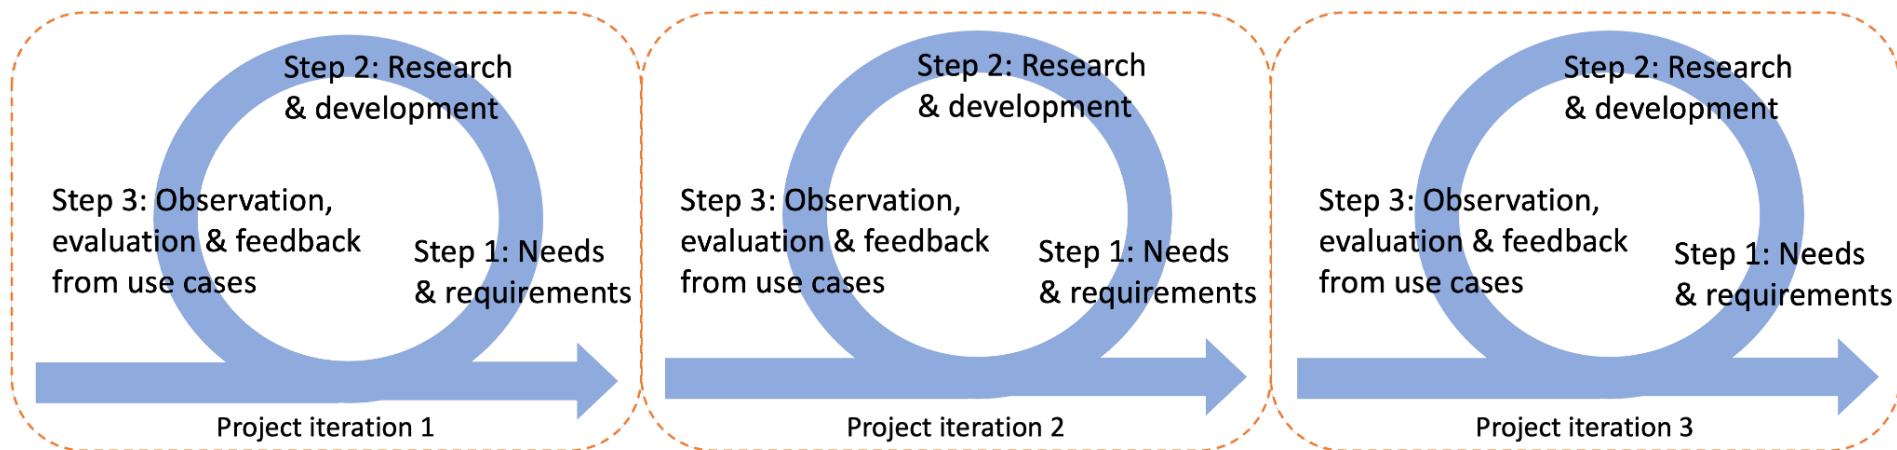 Step 2: Research
& development
Step 3: Observation,
evaluation & feedback
from use cases
Step 1: Needs
& requirements
Project iteration 1
Step 2: Research
& development
Step 3: Observation,
evaluation & feedback
from use cases
Step 1: Needs
& requirements
Project iteration 2
Step 2: Research
& development
Step 3: Observation,
evaluation & feedback
from use cases
Step 1: Needs
& requirements
Project iteration 3